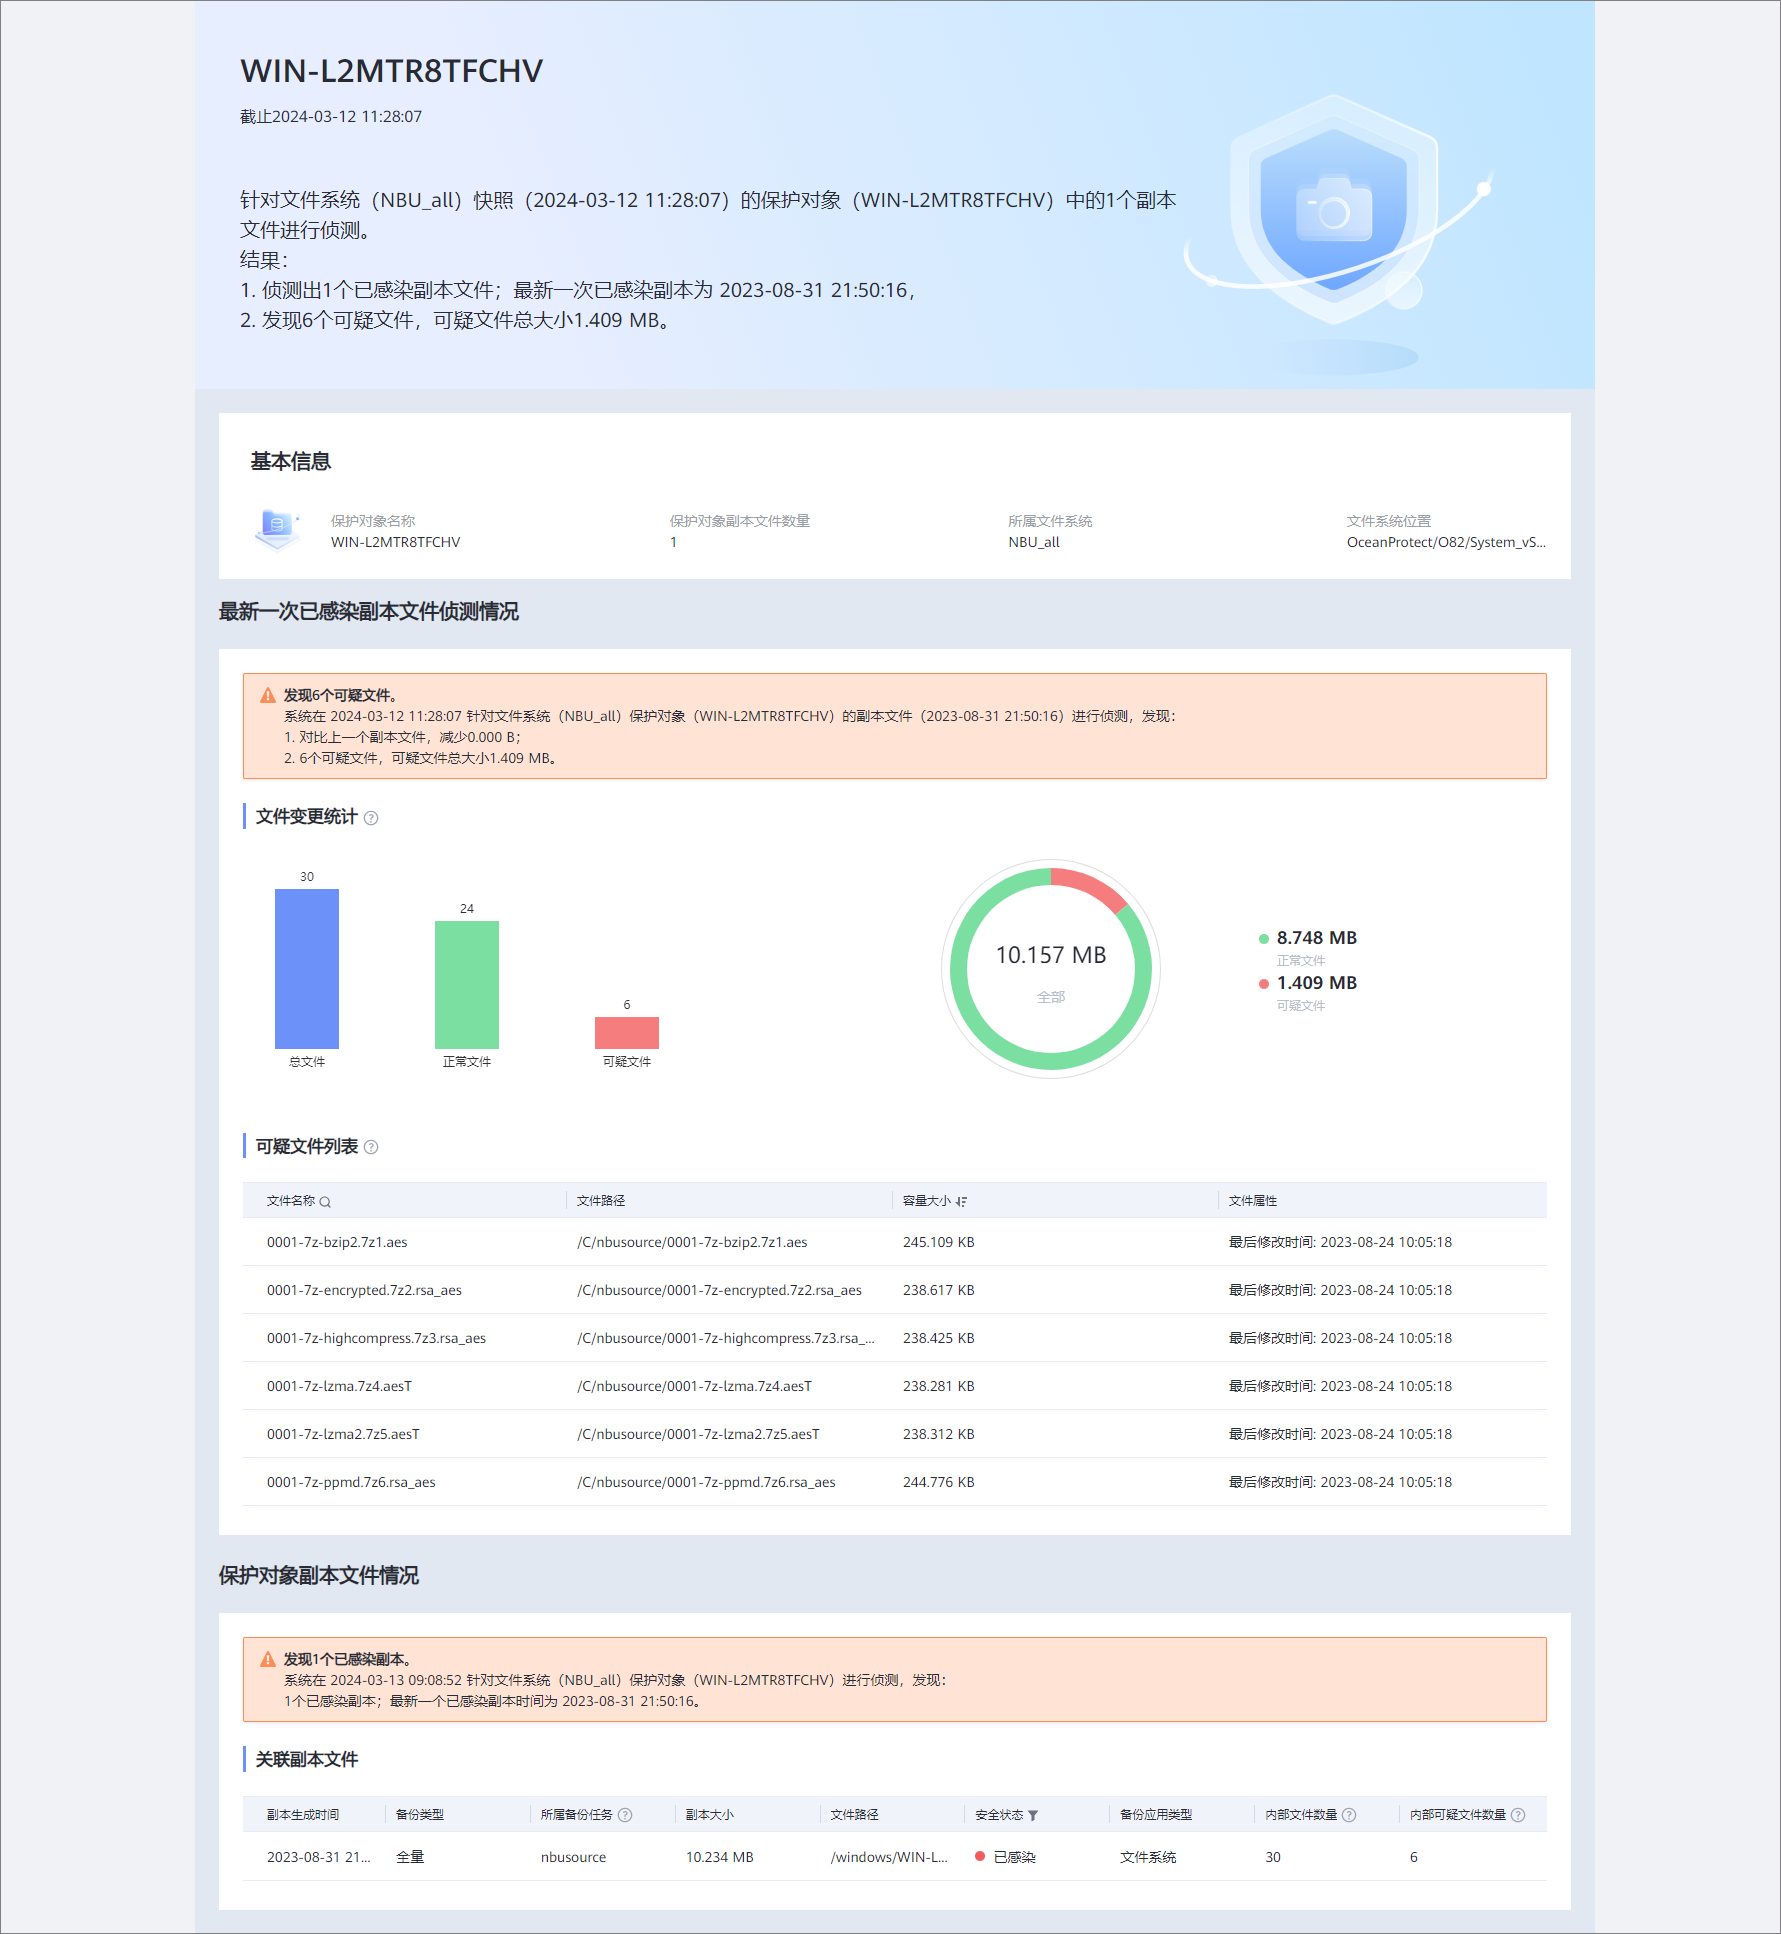 WIN-L2MTR8TFCHV
截止2024-03-12 11:28:07
针对文件系统（NBU_all）快照（2024-03-12 11:28:07）的保护对象（WIN-L2MTR8TFCHV）中的1个副本
文件进行侦测。
结果：
1. 侦测出1个已感染副本文件；最新一次已感染副本为 2023-08-31 21:50:16，
2. 发现6个可疑文件，可疑文件总大小1.409 MB。
基本信息
保护对象名称 保护对象副本文件数量 所属文件系统 文件系统位置
WIN-L2MTR8TFCHV 1 NBU_all OceanProtect/O82/System_vS...
最新一次已感染副本文件侦测情况
发现6个可疑文件。
系统在 2024-03-12 11:28:07 针对文件系统（NBU_all）保护对象（WIN-L2MTR8TFCHV）的副本文件（2023-08-31 21:50:16）进行侦测，发现：
1. 对比上一个副本文件，减少0.000 B；
2. 6个可疑文件，可疑文件总大小1.409 MB。
文件变更统计
30
24
6
总文件 正常文件 可疑文件
10.157 MB
全部
8.748 MB
正常文件
1.409 MB
可疑文件
可疑文件列表
文件名称 文件路径 容量大小 文件属性
0001-7z-bzip2.7z1.aes /C/nbusource/0001-7z-bzip2.7z1.aes 245.109 KB 最后修改时间: 2023-08-24 10:05:18
0001-7z-encrypted.7z2.rsa_aes /C/nbusource/0001-7z-encrypted.7z2.rsa_aes 238.617 KB 最后修改时间: 2023-08-24 10:05:18
0001-7z-highcompress.7z3.rsa_aes /C/nbusource/0001-7z-highcompress.7z3.rsa_... 238.425 KB 最后修改时间: 2023-08-24 10:05:18
0001-7z-lzma.7z4.aesT /C/nbusource/0001-7z-lzma.7z4.aesT 238.281 KB 最后修改时间: 2023-08-24 10:05:18
0001-7z-lzma2.7z5.aesT /C/nbusource/0001-7z-lzma2.7z5.aesT 238.312 KB 最后修改时间: 2023-08-24 10:05:18
0001-7z-ppmd.7z6.rsa_aes /C/nbusource/0001-7z-ppmd.7z6.rsa_aes 244.776 KB 最后修改时间: 2023-08-24 10:05:18
保护对象副本文件情况
发现1个已感染副本。
系统在 2024-03-13 09:08:52 针对文件系统（NBU_all）保护对象（WIN-L2MTR8TFCHV）进行侦测，发现：
1个已感染副本；最新一个已感染副本时间为 2023-08-31 21:50:16。
关联副本文件
副本生成时间 备份类型 所属备份任务 副本大小 文件路径 安全状态 备份应用类型 内部文件数量 内部可疑文件数量
2023-08-31 21... 全量 nbusource 10.234 MB /windows/WIN-L... 已感染 文件系统 30 6